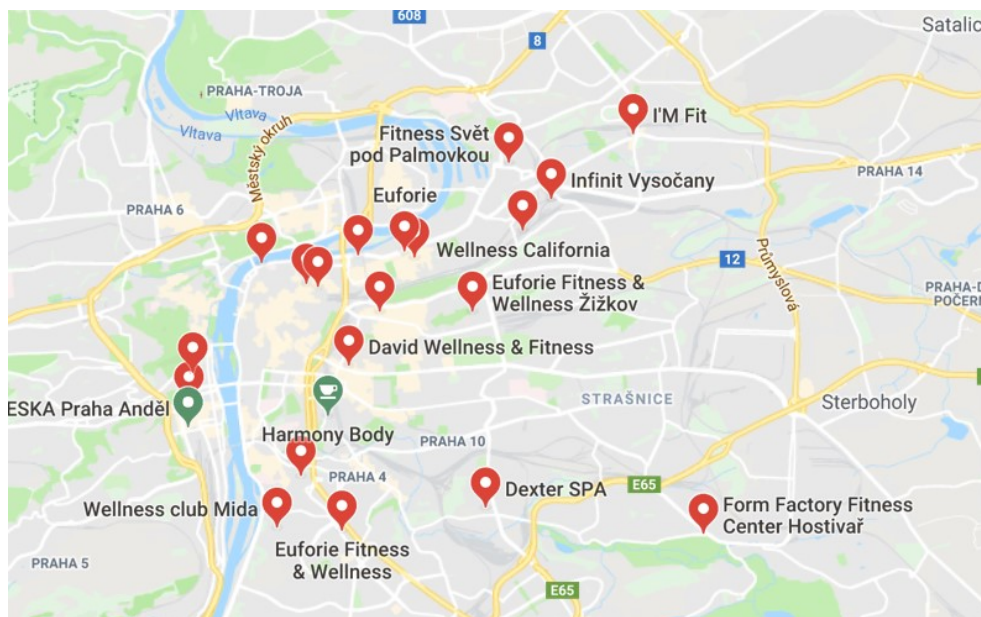 608
Satalic
8
PRAHA-TROJA
Vltava
Vltava
Městský okruh
I'M Fit
Fitness Svět
pod Palmovkou
Infinit Vysočany
PRAHA 14
Euforie
PRAHA 6
Wellness California
12
Průmyslová
Euforie Fitness &
Wellness Žižkov
PRAHA-D
POČERN
David Wellness & Fitness
ESKA Praha Anděl
STRAŠNICE
Sterboholy
Harmony Body
PRAHA 10
PRAHA 4
Dexter SPA
E65
Wellness club Mida
Form Factory Fitness
Center Hostivař
Euforie Fitness
& Wellness
PRAHA 5
E65